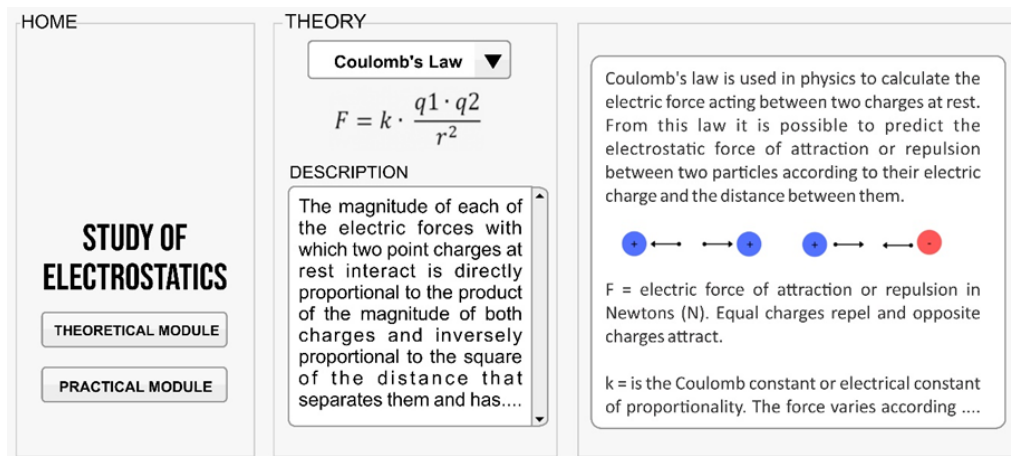 HOME
STUDY OF
ELECTROSTATICS
THEORETICAL MODULE
PRACTICAL MODULE
THEORY
Coulomb's Law
F = k · q1 · q2 / r²
DESCRIPTION
The magnitude of each of
the electric forces with
which two point charges at
rest interact is directly
proportional to the product
of the magnitude of both
charges and inversely
proportional to the square
of the distance that
separates them and has....
Coulomb's law is used in physics to calculate the
electric force acting between two charges at rest.
From this law it is possible to predict the
electrostatic force of attraction or repulsion
between two particles according to their electric
charge and the distance between them.
+ + + -
F = electric force of attraction or repulsion in
Newtons (N). Equal charges repel and opposite
charges attract.
k = is the Coulomb constant or electrical constant
of proportionality. The force varies according ....